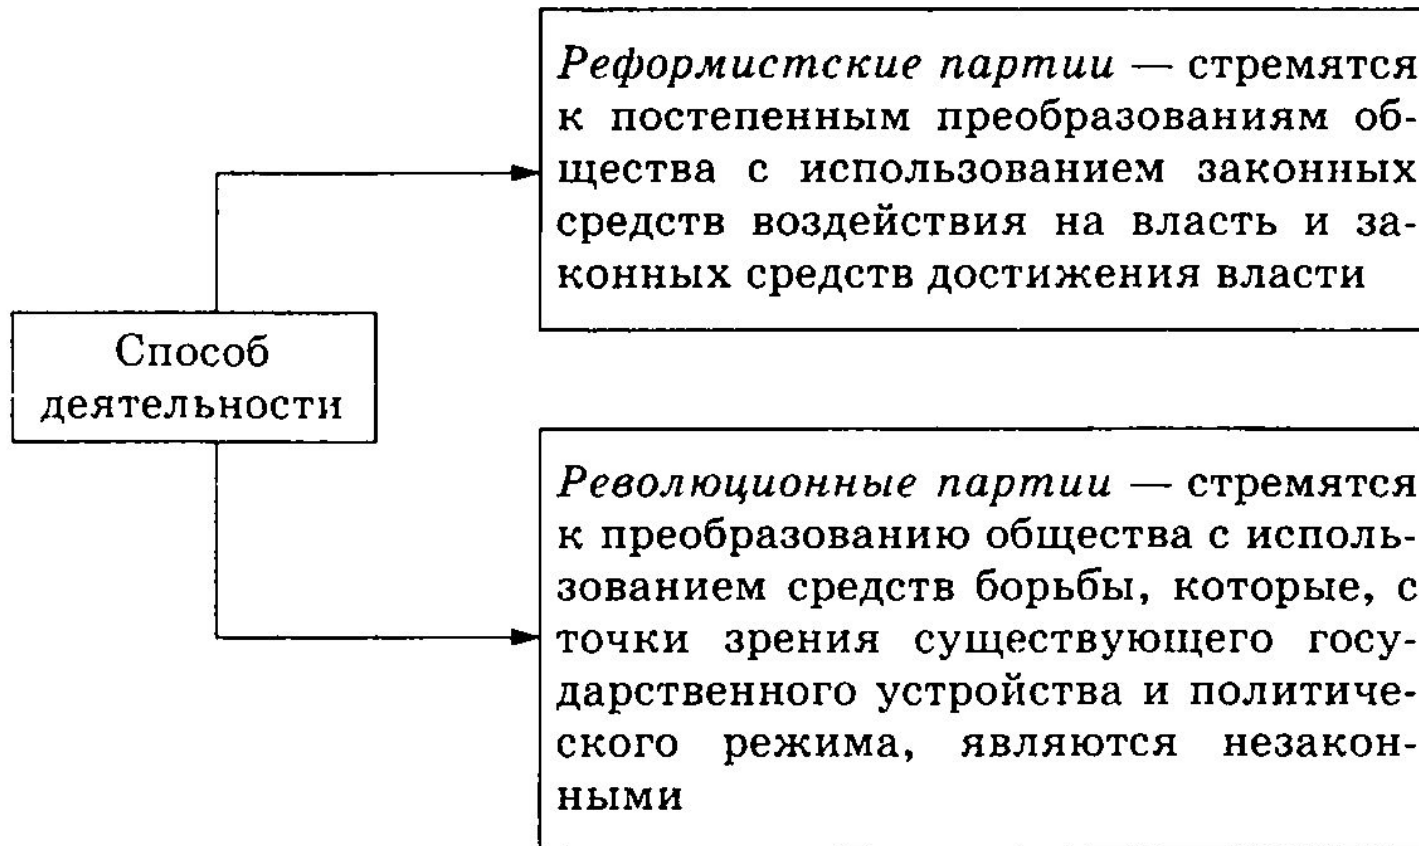 Реформистские партии — стремятся
к постепенным преобразованиям об-
щества с использованием законных
средств воздействия на власть и за-
конных средств достижения власти
Способ
деятельности
Революционные партии — стремятся
к преобразованию общества с исполь-
зованием средств борьбы, которые, с
точки зрения существующего госу-
дарственного устройства и политиче-
ского режима, являются незакон-
ными